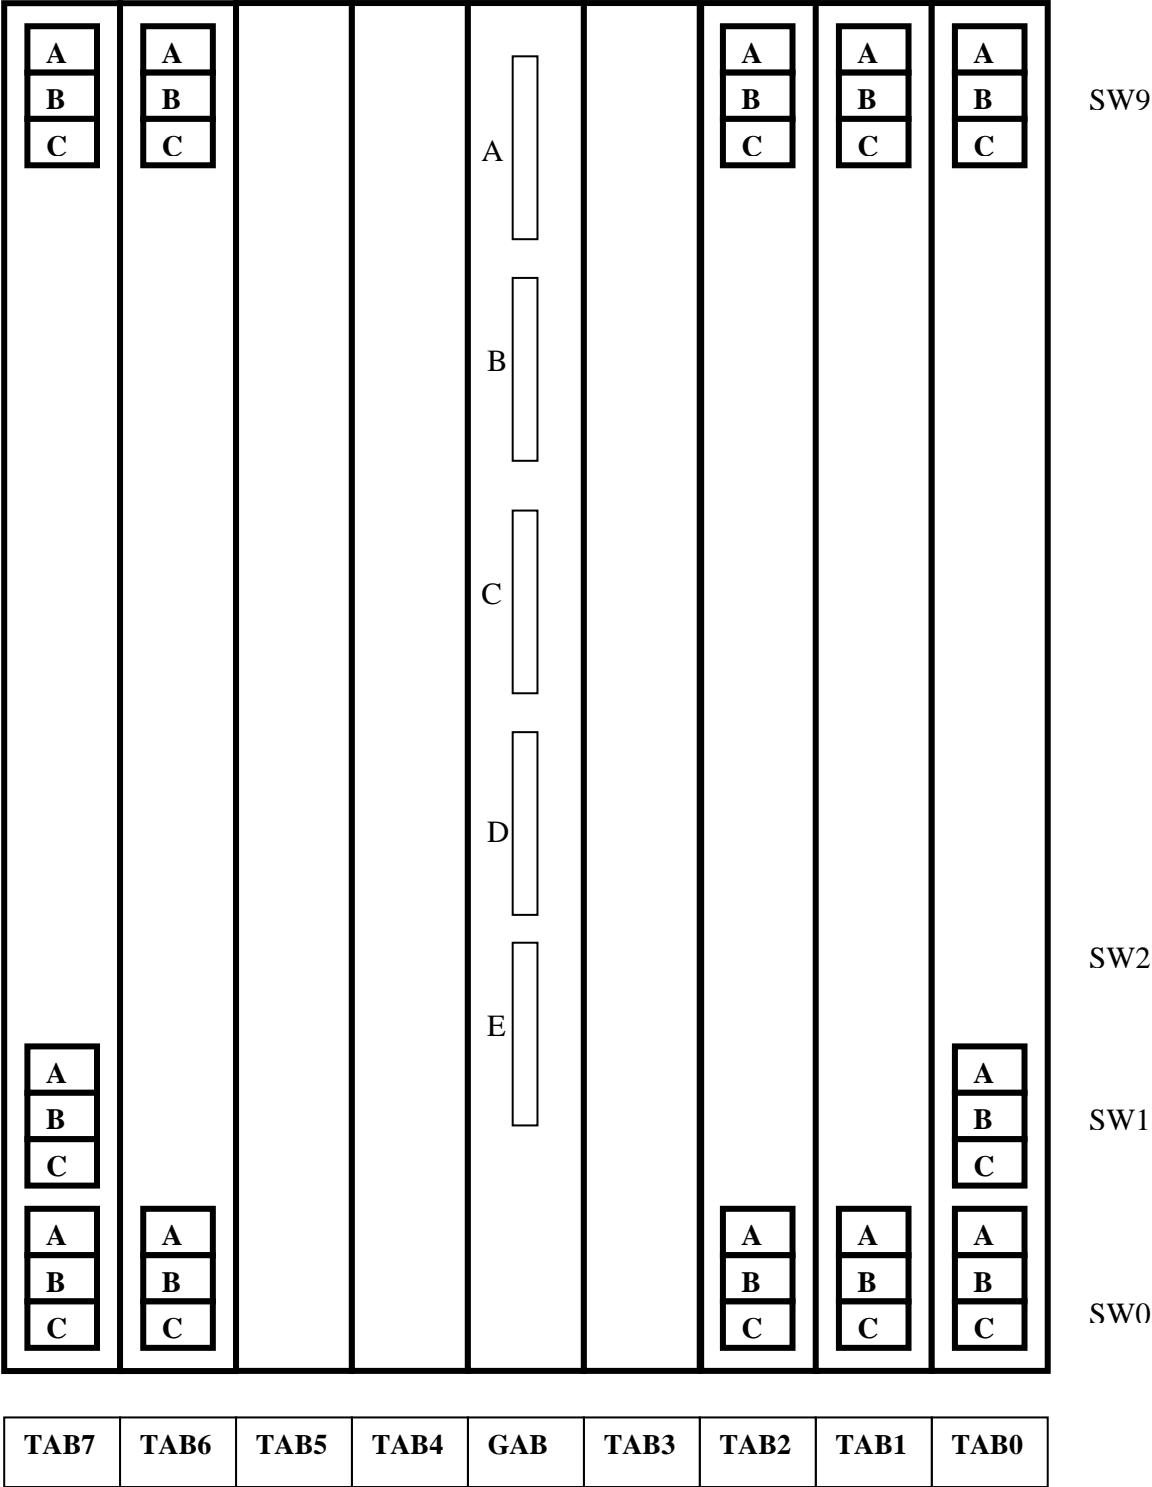 A A A A A
B B B B B SW9
C C C C C
A
B
C
D
SW2
E
A A
B B SW1
C C
A A A A A
B B B B B
C C C C C SW0
TAB7 TAB6 TAB5 TAB4 GAB TAB3 TAB2 TAB1 TAB0